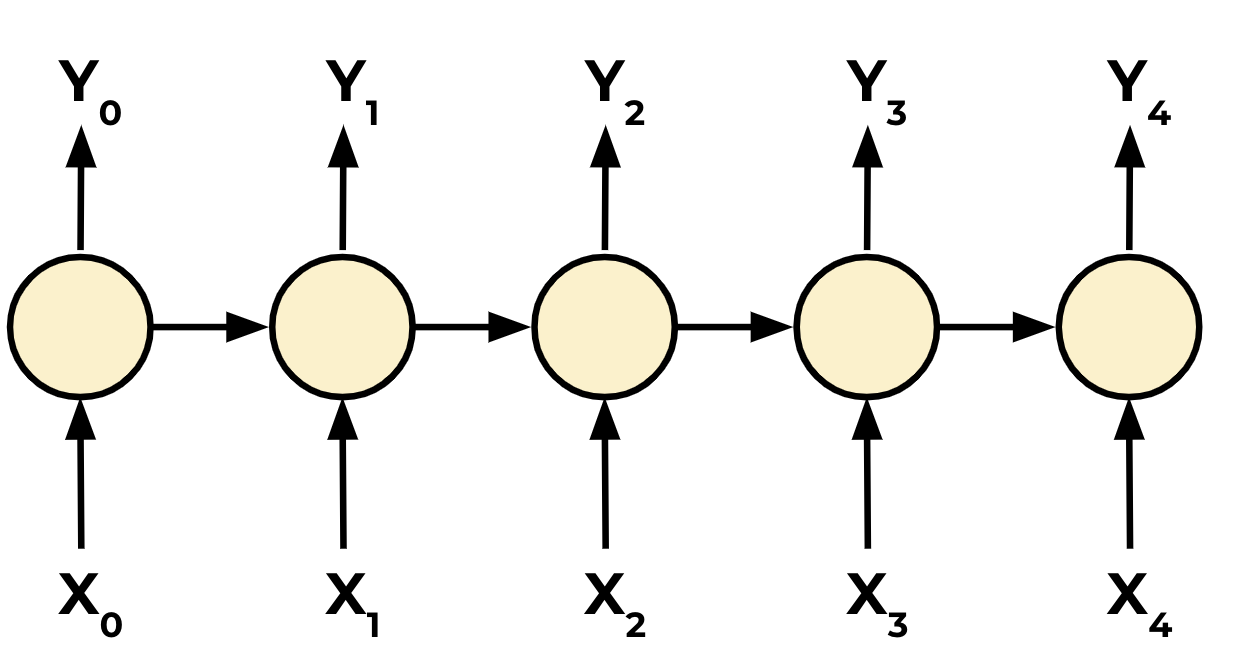 Y₀ Y₁ Y₂ Y₃ Y₄
X₀ X₁ X₂ X₃ X₄